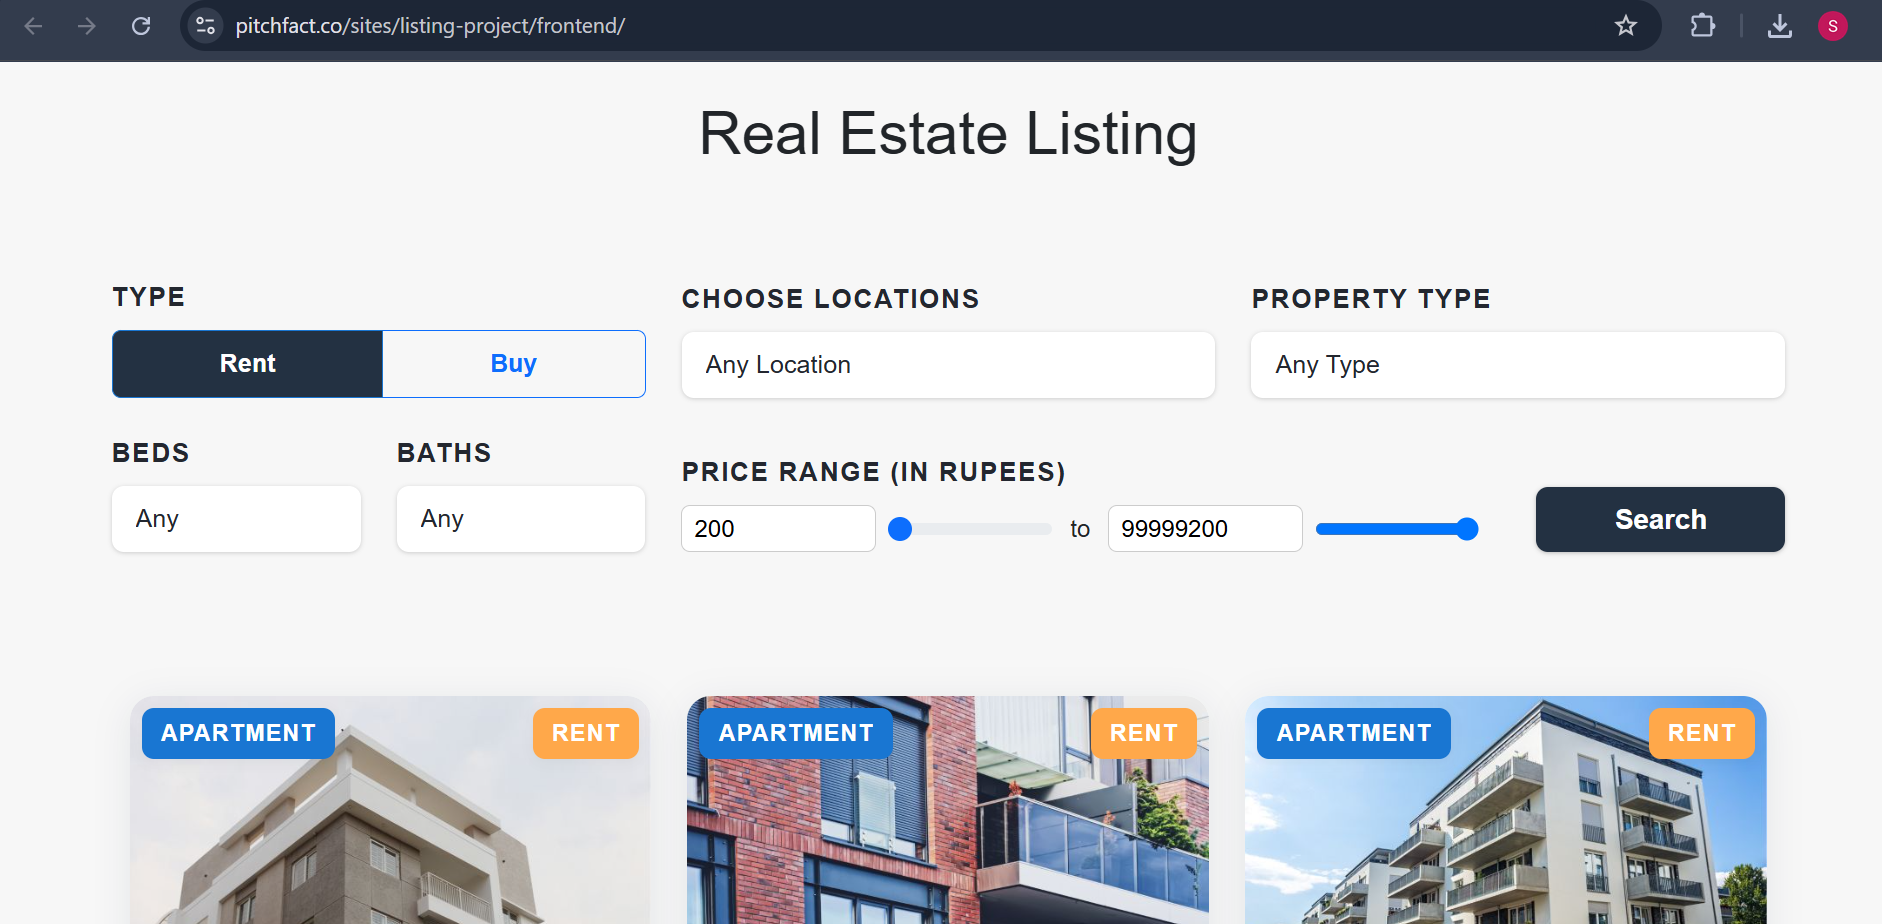 pitchfact.co/sites/listing-project/frontend/
S
Real Estate Listing
TYPE
Rent
Buy
CHOOSE LOCATIONS
Any Location
PROPERTY TYPE
Any Type
BEDS
Any
BATHS
Any
PRICE RANGE (IN RUPEES)
200
to
99999200
Search
APARTMENT
RENT
APARTMENT
RENT
APARTMENT
RENT